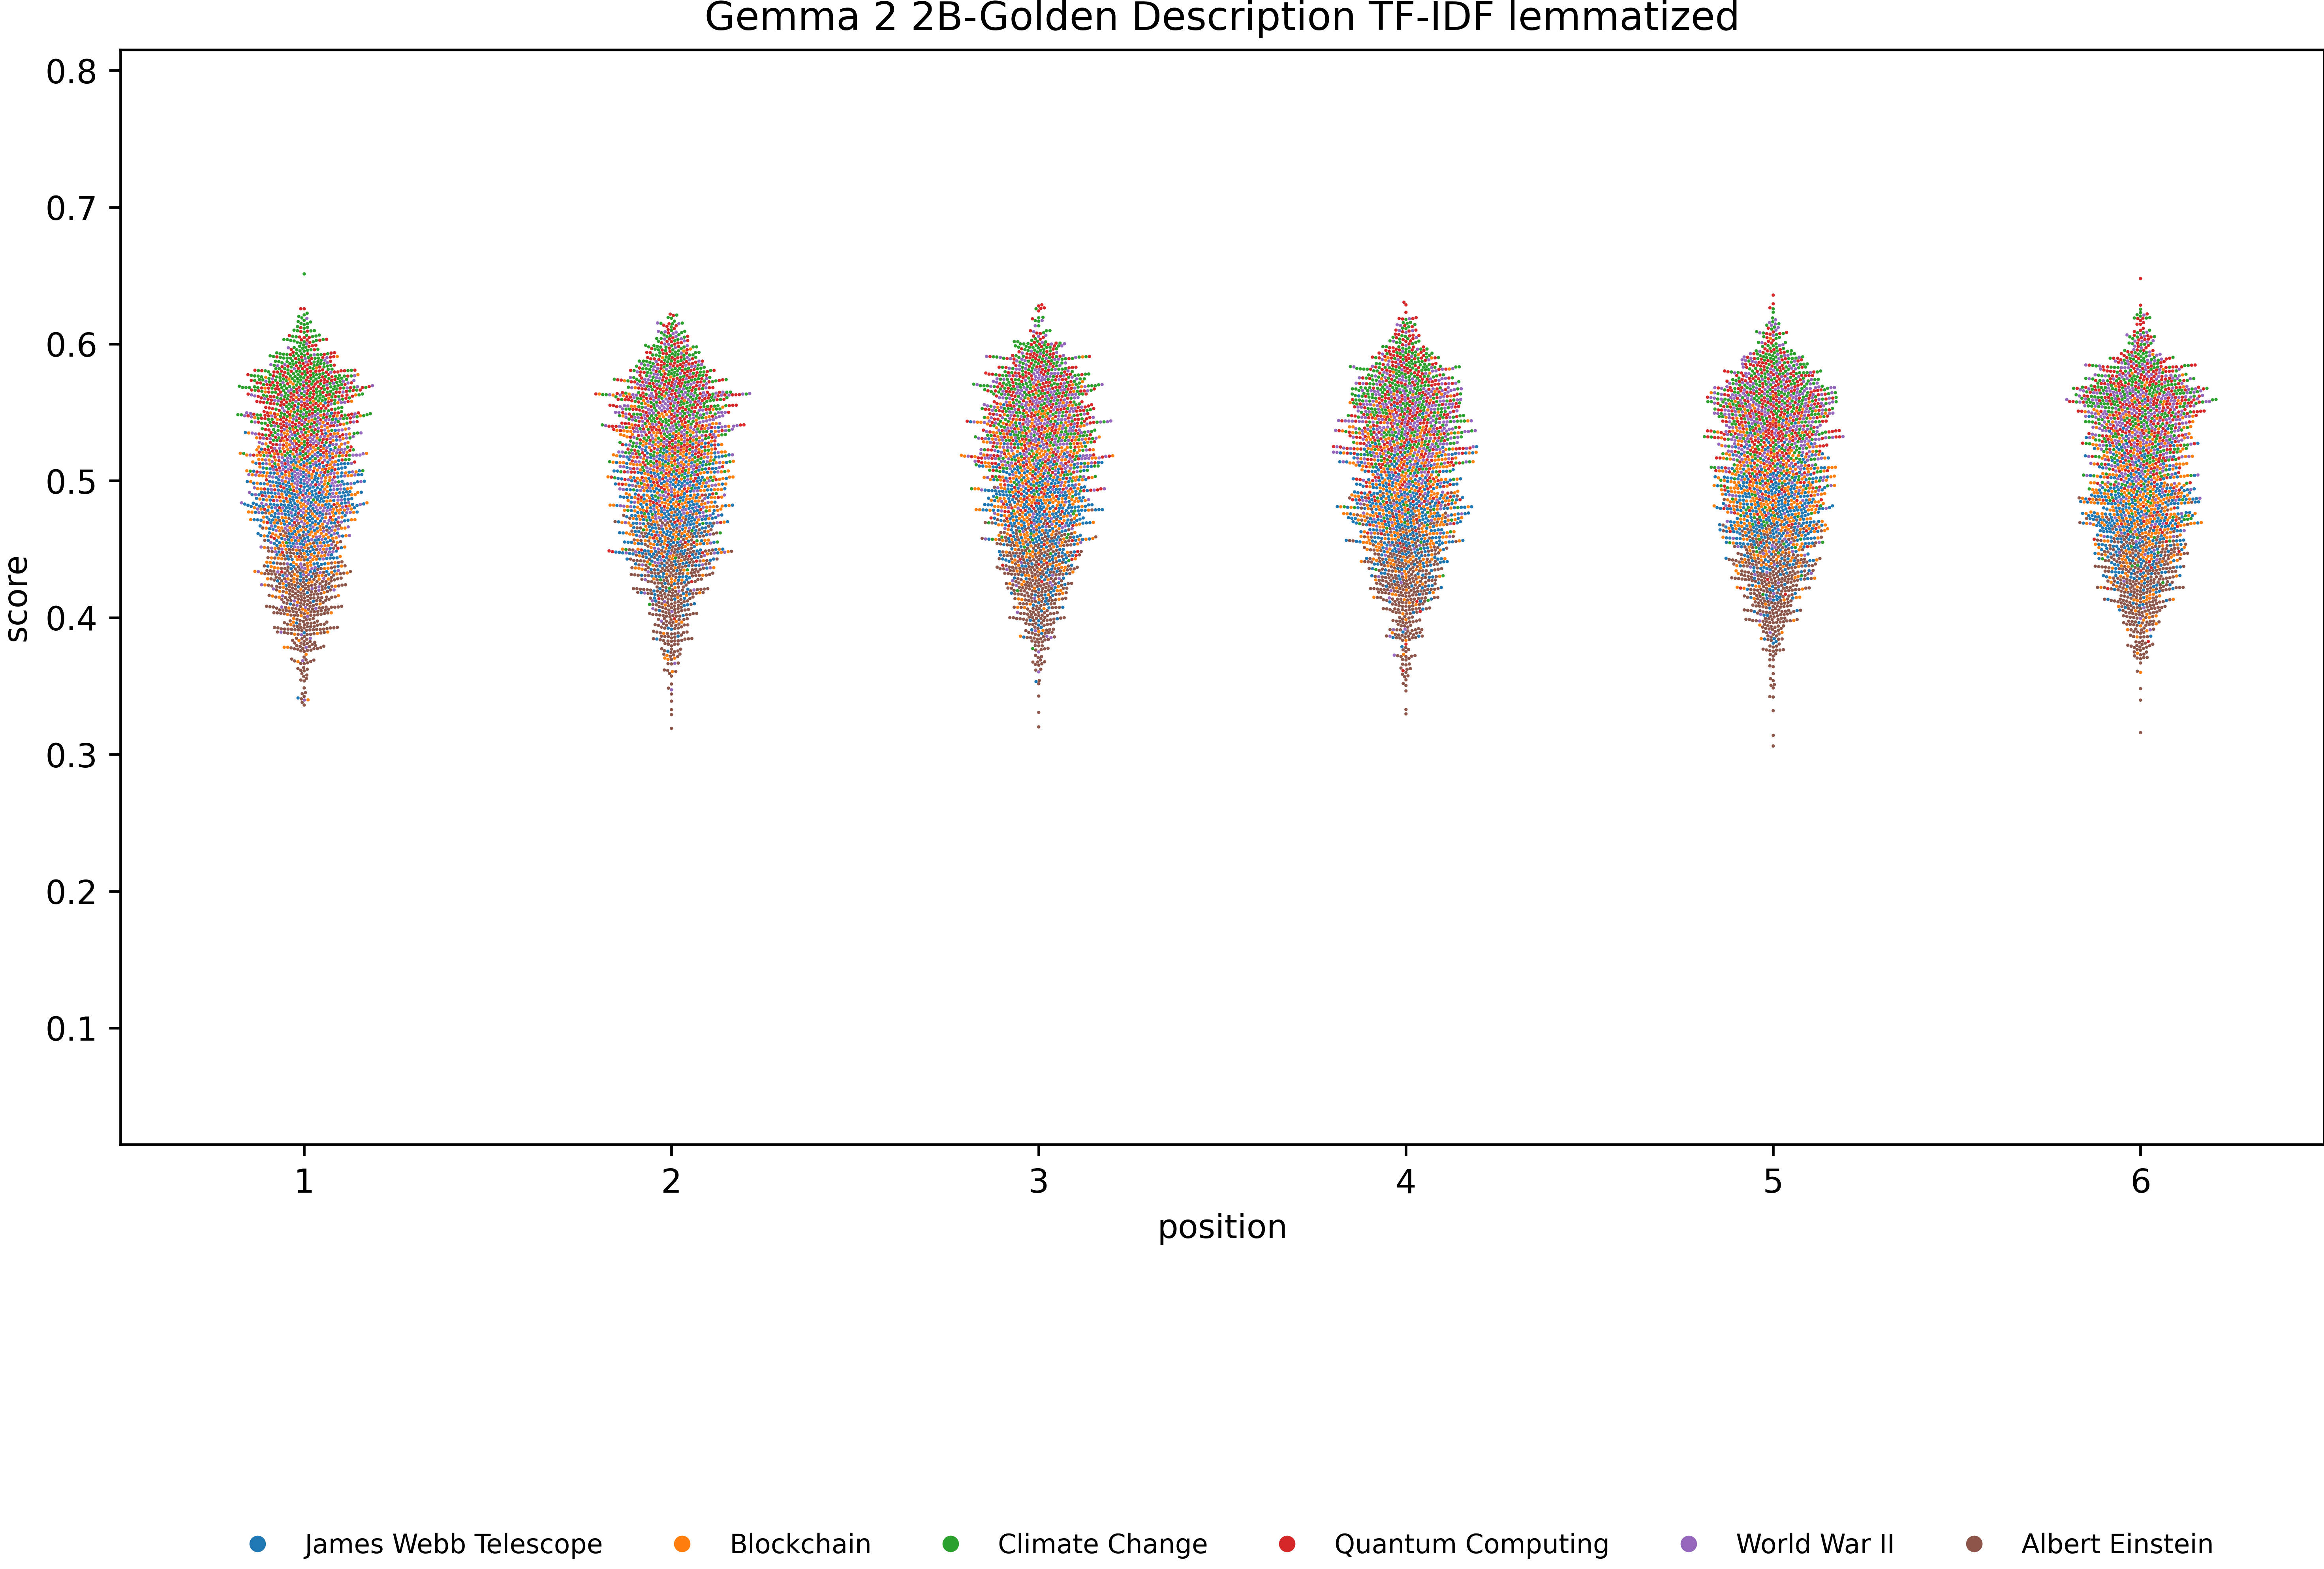 Gemma 2 2B-Golden Description TF-IDF lemmatized
0.8
0.7
0.6
0.5
0.4
0.3
0.2
0.1
score
1 2 3 4 5 6
position
James Webb Telescope Blockchain Climate Change Quantum Computing World War II Albert Einstein